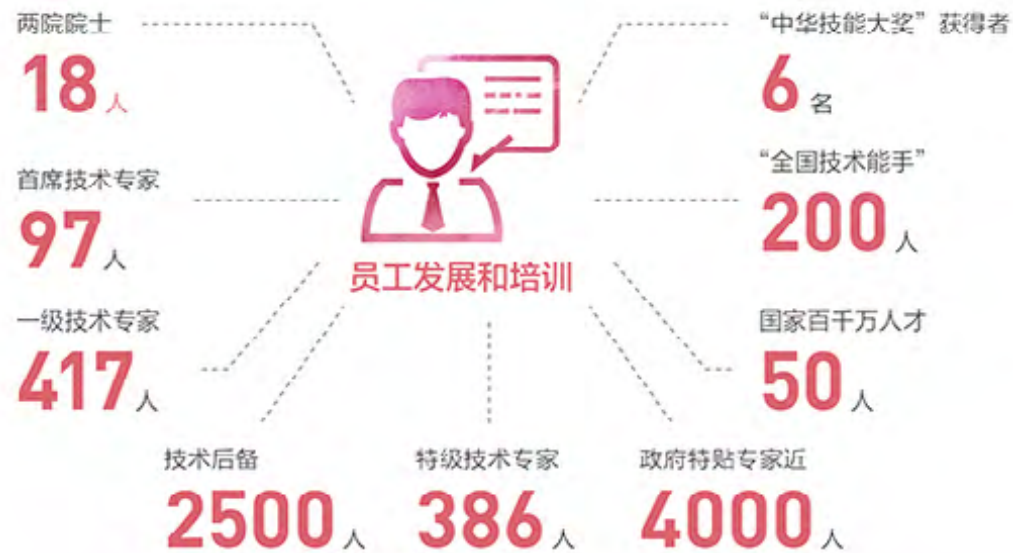 两院院士
18人
“中华技能大奖”获得者
6名
首席技术专家
97人
“全国技术能手”
200人
员工发展和培训
一级技术专家
417人
国家百千万人才
50人
技术后备
2500人
特级技术专家
386人
政府特贴专家近
4000人